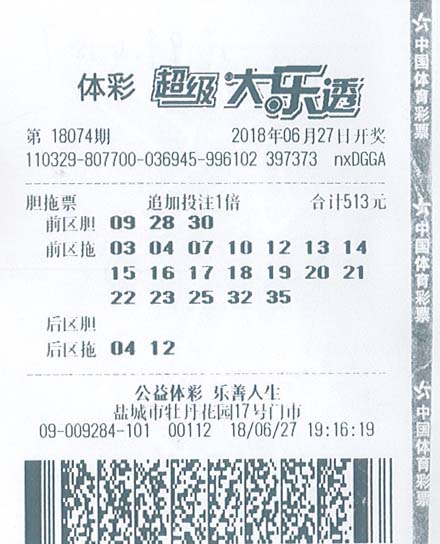 体彩 超级大乐透
第 18074期 2018年06月27日开奖
110329-807700-036945-996102 397373 nxDGGA
胆拖票 追加投注1倍 合计513元
前区胆 09 28 30
前区拖 03 04 07 10 12 13 14
15 16 17 18 19 20 21
22 23 25 32 35
后区胆
后区拖 04 12
公益体彩 乐善人生
盐城市牡丹花园17号门市
09-009284-101 00112 18/06/27 19:16:19
中国体育彩票
中国体育彩票
中国体育彩票